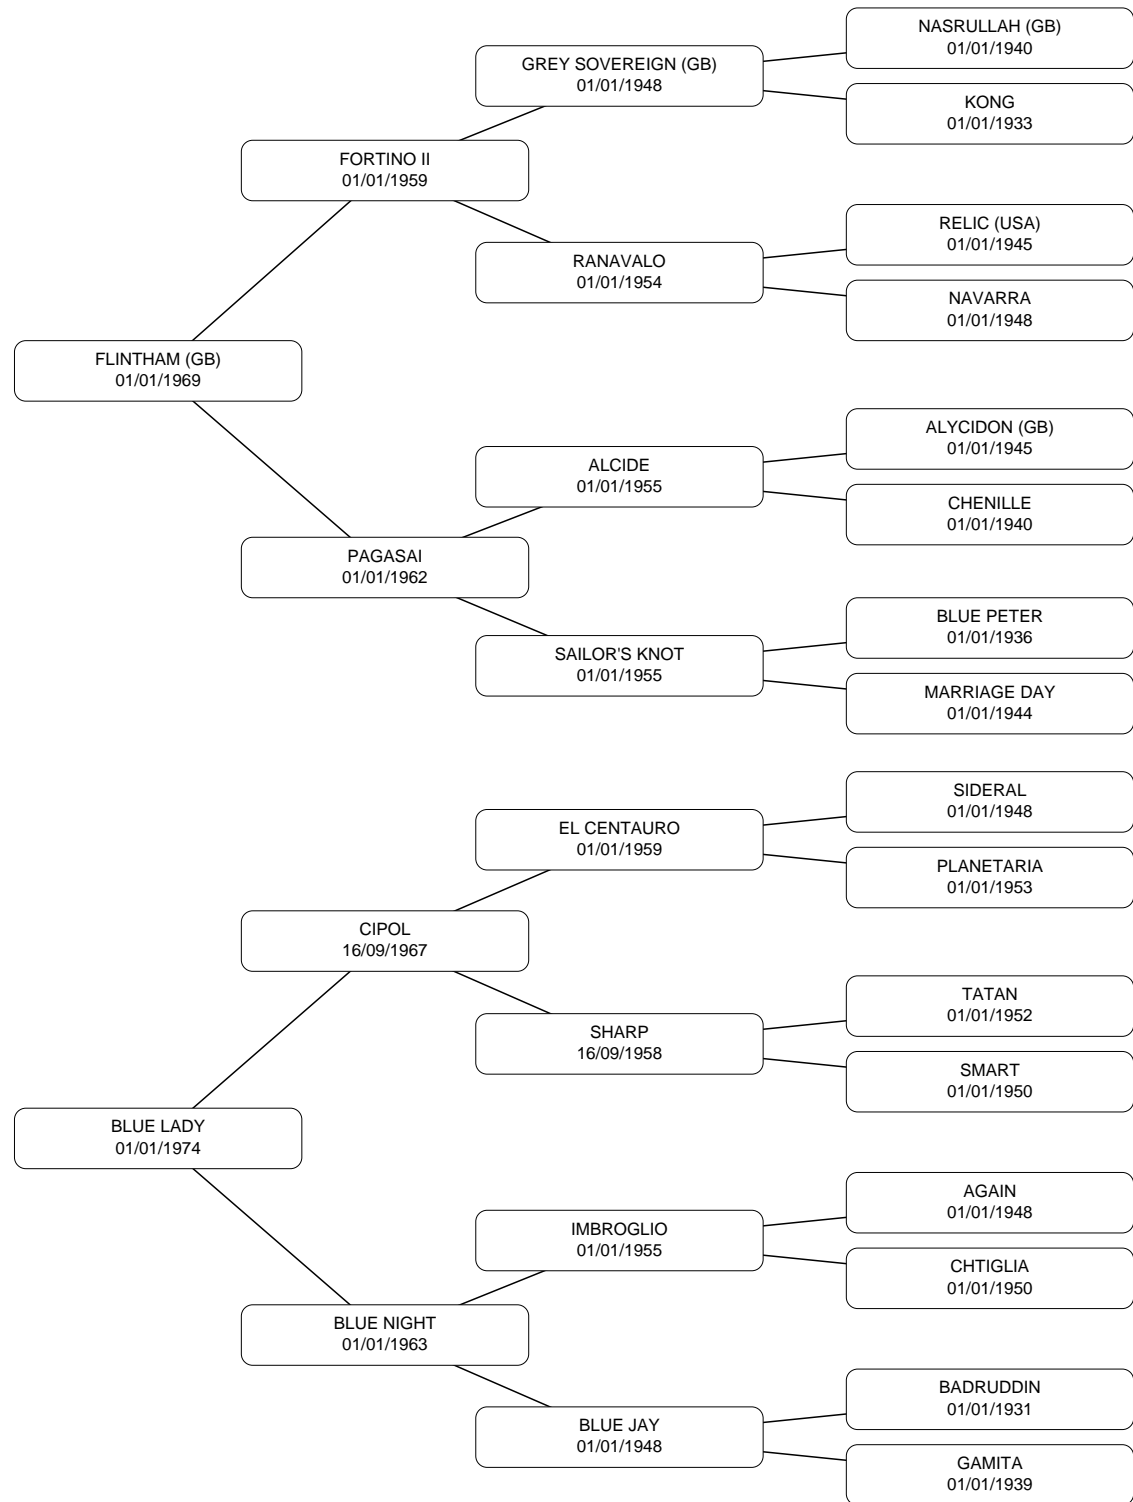 NASRULLAH (GB)
01/01/1940
GREY SOVEREIGN (GB)
01/01/1948
KONG
01/01/1933
FORTINO II
01/01/1959
RELIC (USA)
01/01/1945
RANAVALO
01/01/1954
NAVARRA
01/01/1948
FLINTHAM (GB)
01/01/1969
ALYCIDON (GB)
01/01/1945
ALCIDE
01/01/1955
CHENILLE
01/01/1940
PAGASAI
01/01/1962
BLUE PETER
01/01/1936
SAILOR'S KNOT
01/01/1955
MARRIAGE DAY
01/01/1944
SIDERAL
01/01/1948
EL CENTAURO
01/01/1959
PLANETARIA
01/01/1953
CIPOL
16/09/1967
TATAN
01/01/1952
SHARP
16/09/1958
SMART
01/01/1950
BLUE LADY
01/01/1974
AGAIN
01/01/1948
IMBROGLIO
01/01/1955
CHTIGLIA
01/01/1950
BLUE NIGHT
01/01/1963
BADRUDDIN
01/01/1931
BLUE JAY
01/01/1948
GAMITA
01/01/1939